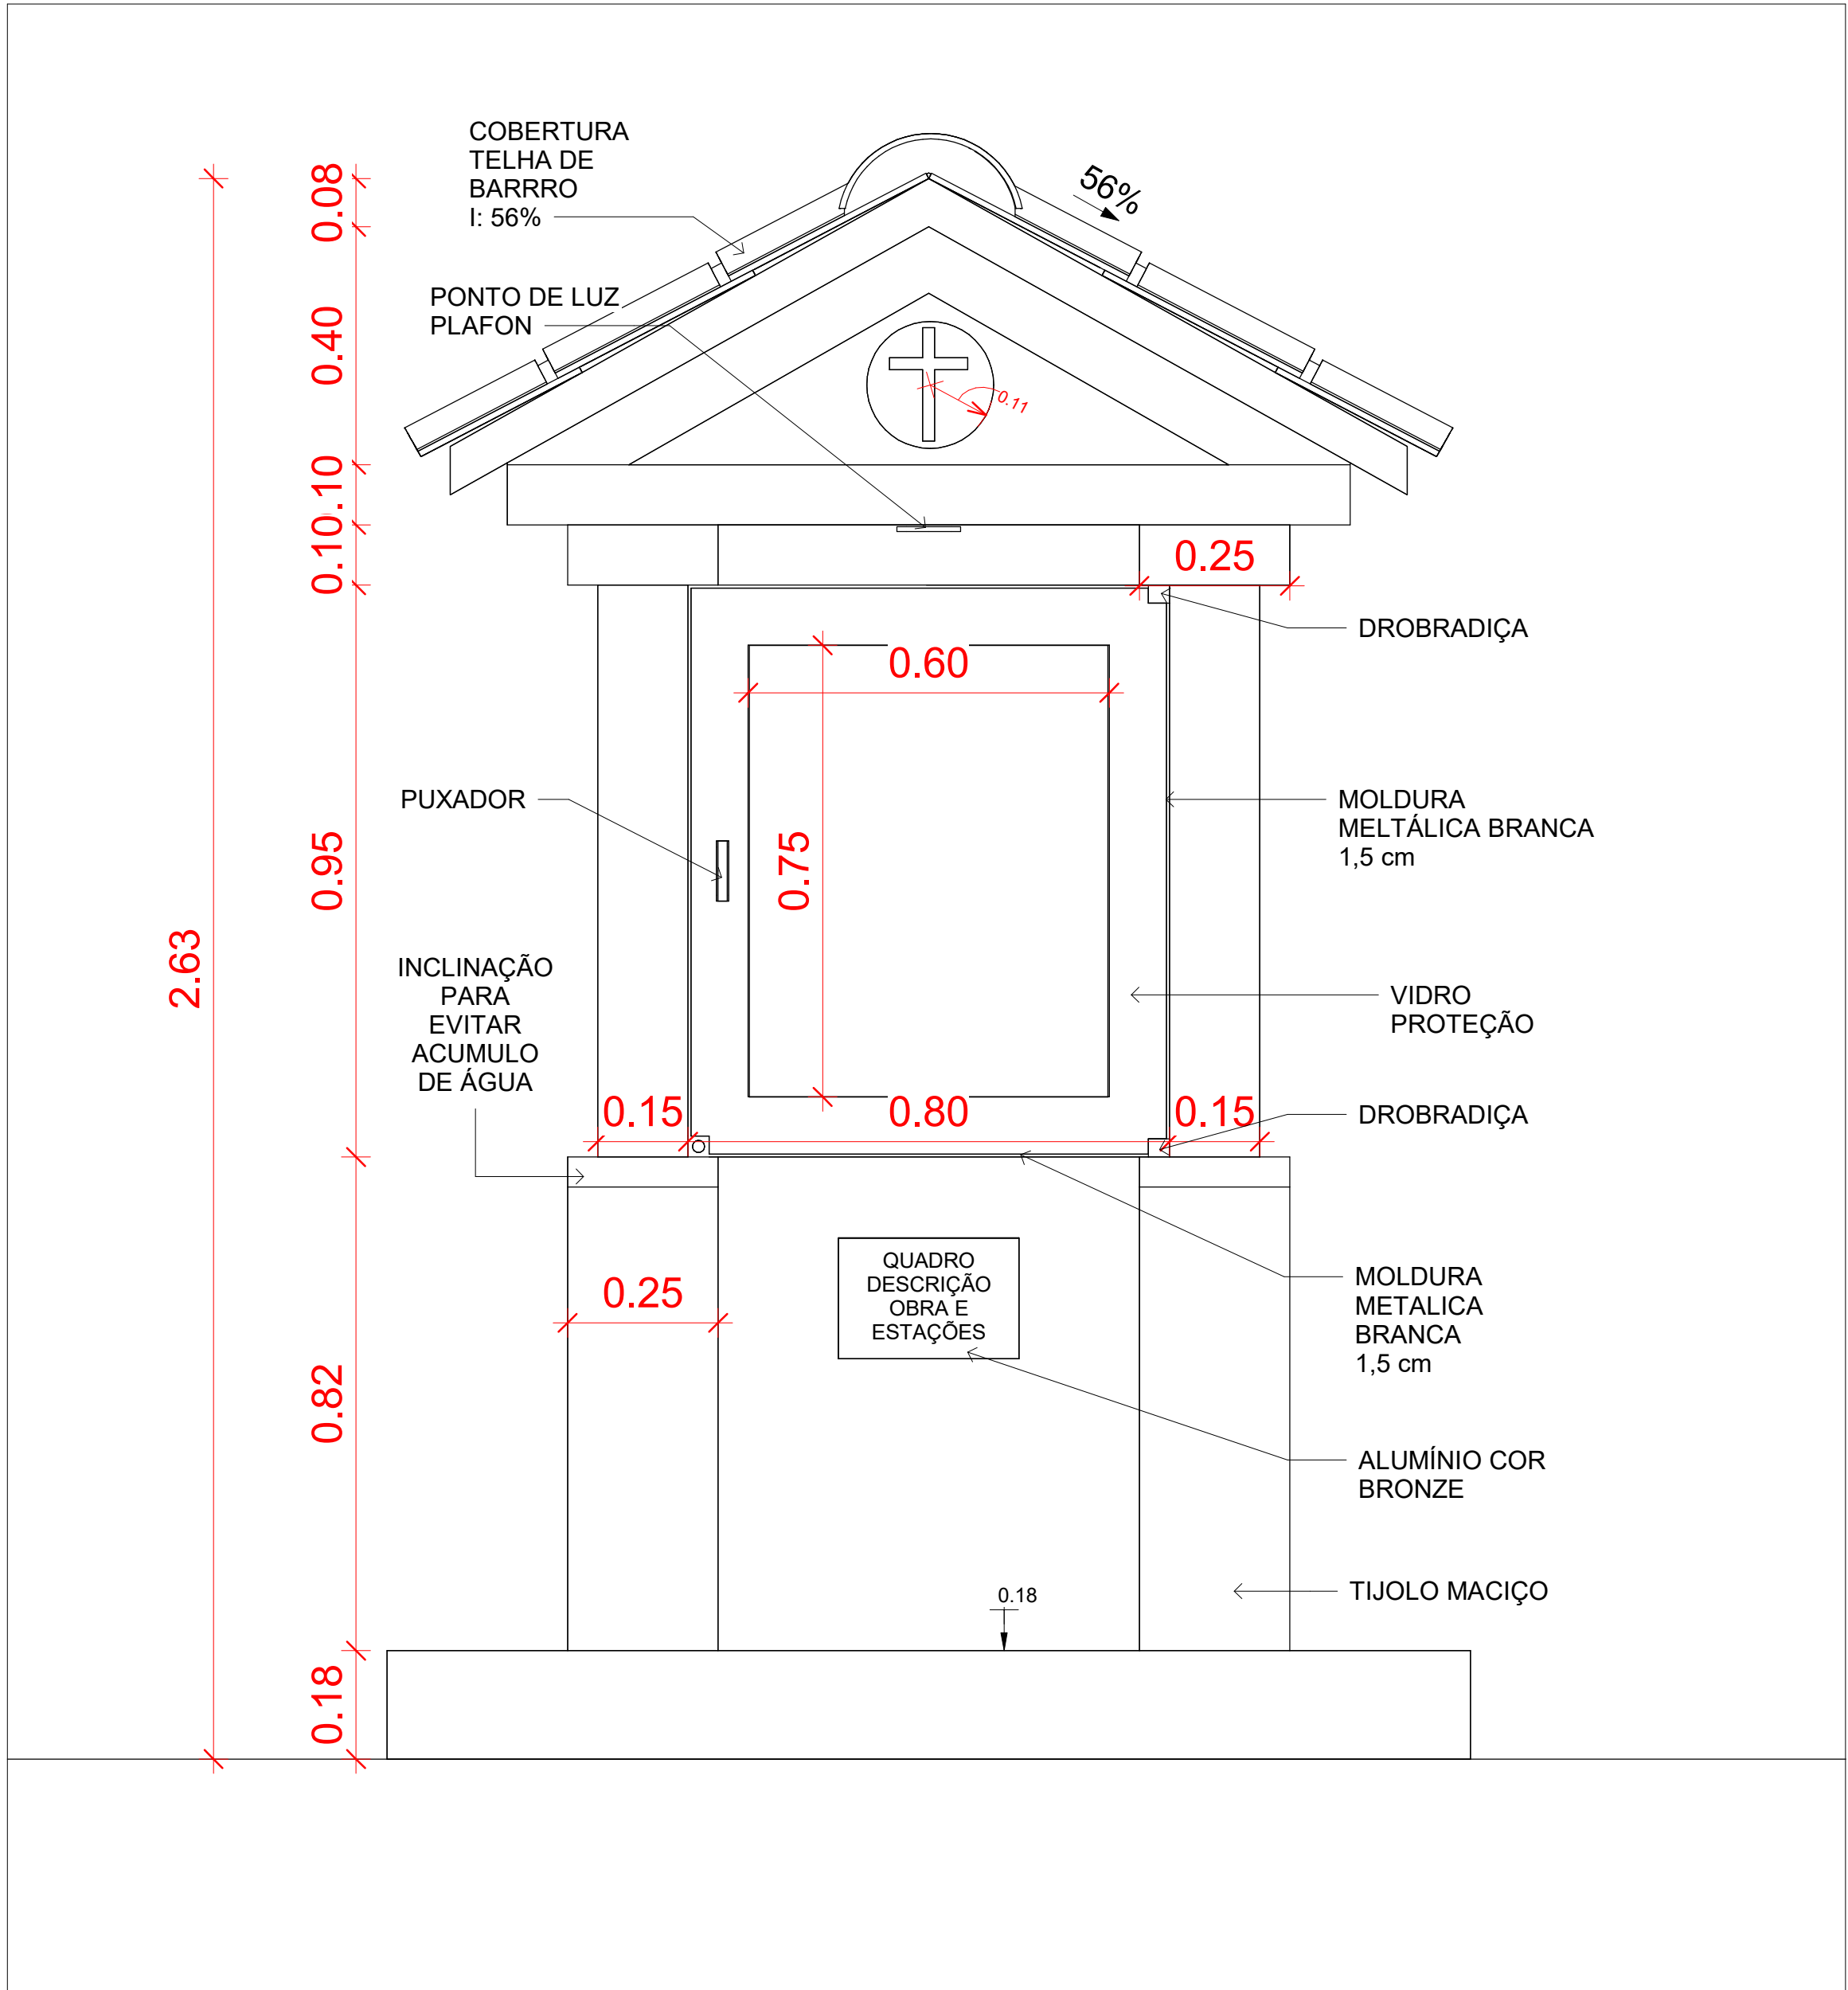 COBERTURA
TELHA DE
BARRRO
I: 56%
56%
PONTO DE LUZ
PLAFON
0.08
0.40
0.10
0.10
0.95
0.82
0.18
2.63
0.11
0.25
DROBRADIÇA
0.60
0.75
PUXADOR
MOLDURA
MELTÁLICA BRANCA
1,5 cm
INCLINAÇÃO
PARA
EVITAR
ACUMULO
DE ÁGUA
VIDRO
PROTEÇÃO
0.15
0.80
0.15
DROBRADIÇA
0.25
QUADRO
DESCRIÇÃO
OBRA E
ESTAÇÕES
MOLDURA
METALICA
BRANCA
1,5 cm
ALUMÍNIO COR
BRONZE
TIJOLO MACIÇO
0.18